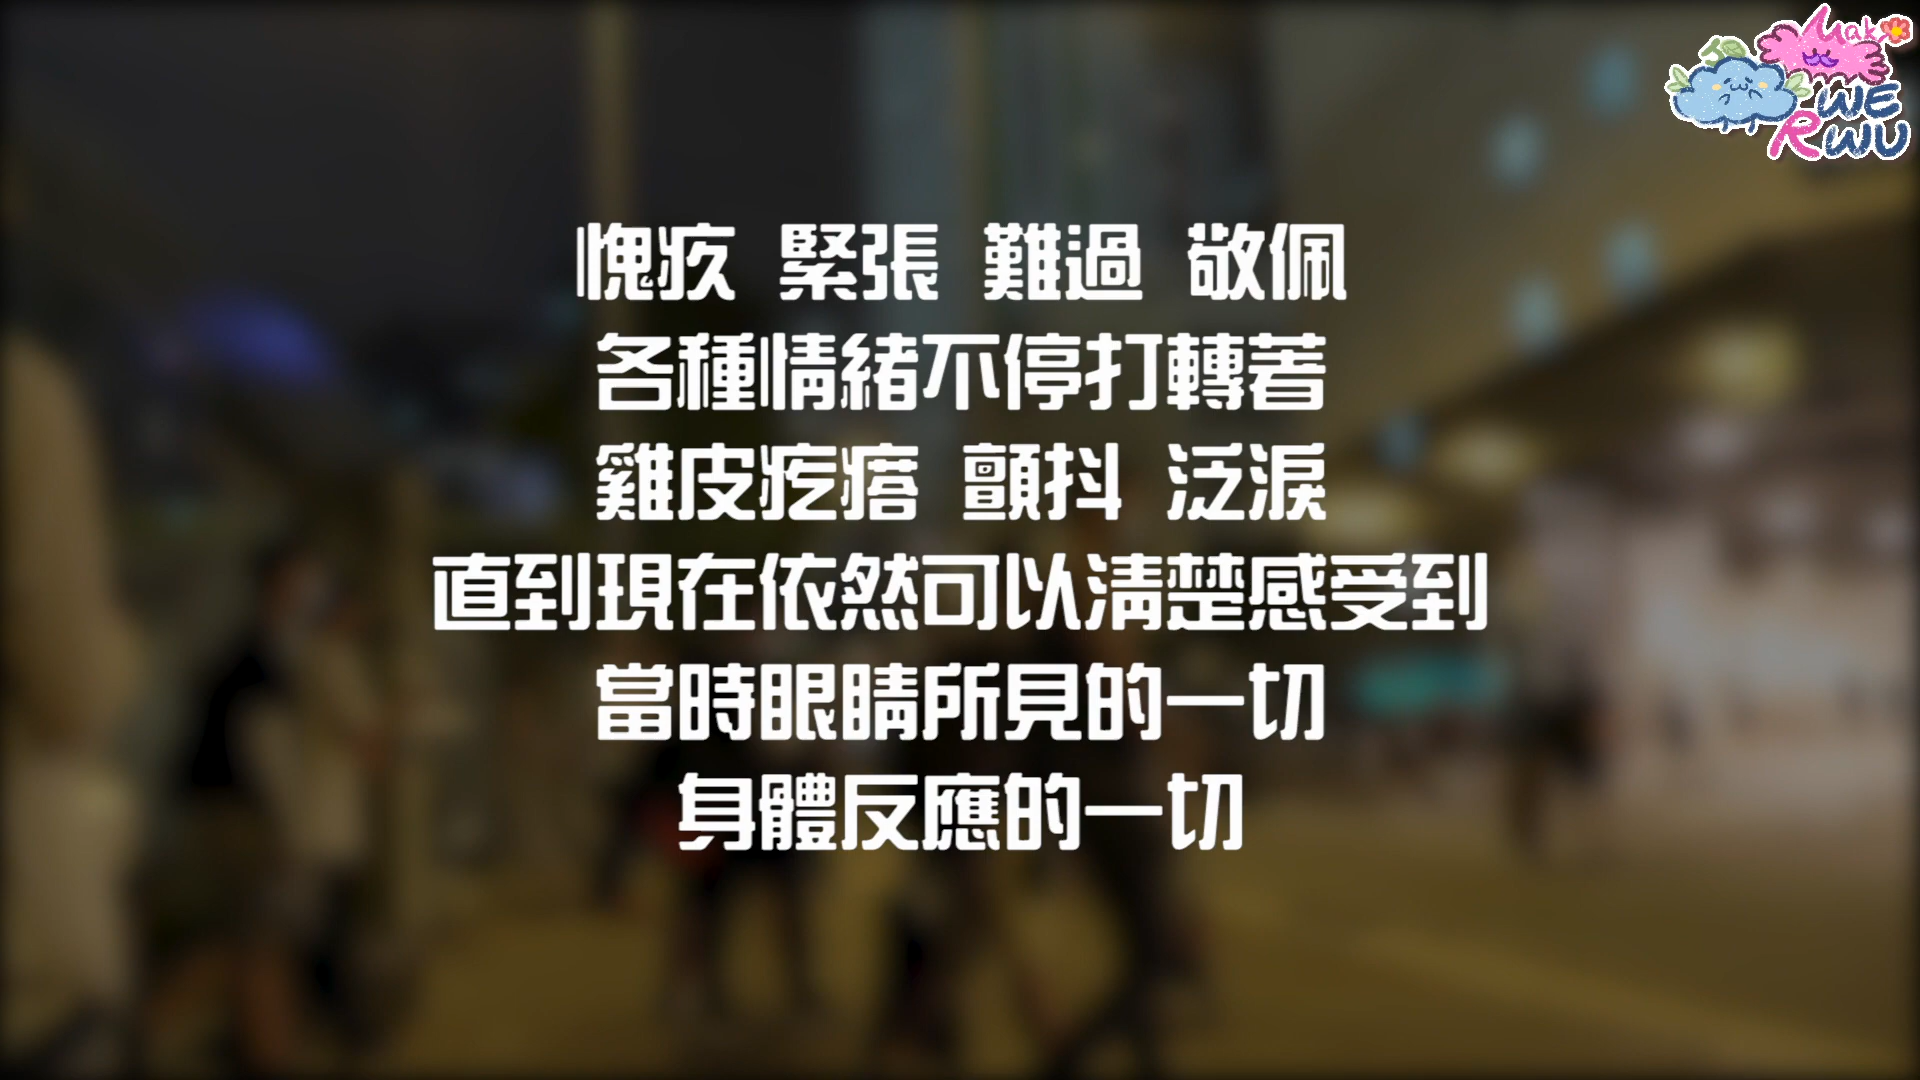 Mak
WE
RWU
愧疚 緊張 難過 敬佩
各種情緒不停打轉著
雞皮疙瘩 顫抖 泛淚
直到現在依然可以清楚感受到
當時眼睛所見的一切
身體反應的一切